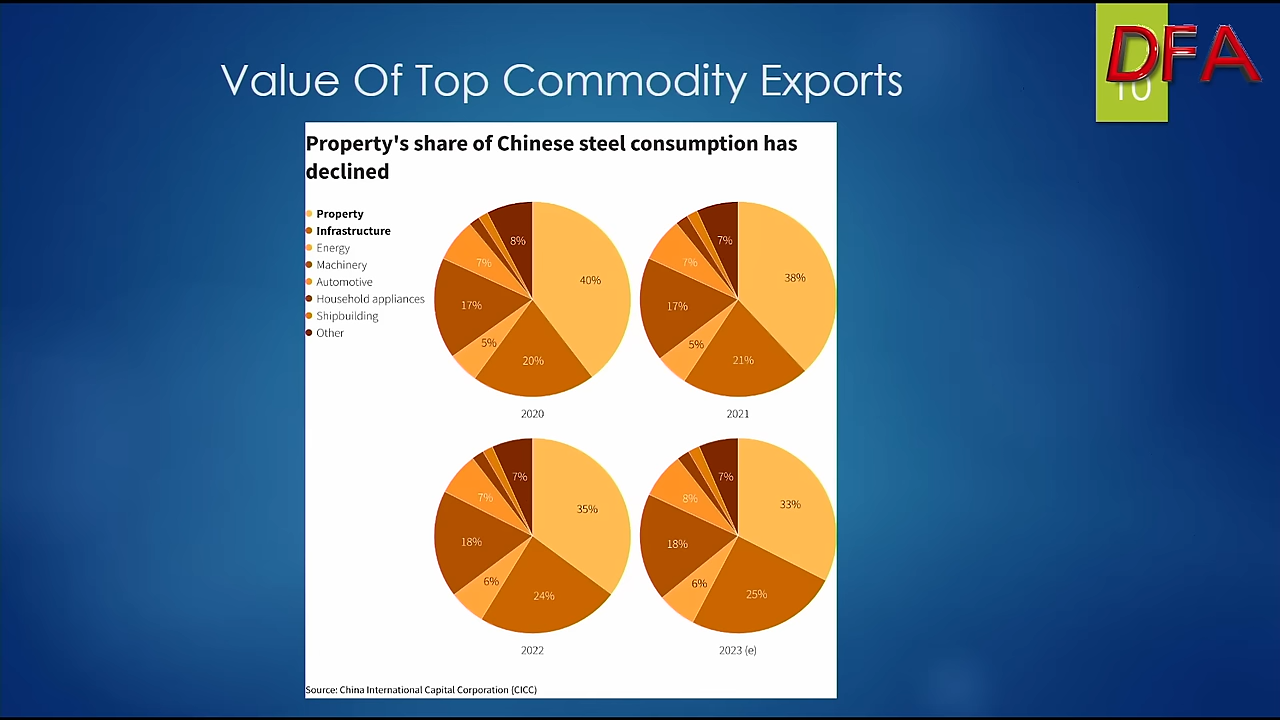 DFA
10
Value Of Top Commodity Exports
Property's share of Chinese steel consumption has
declined
Property
Infrastructure
Energy
Machinery
Automotive
Household appliances
Shipbuilding
Other
8%
7%
40%
17%
5%
20%
2020
7%
7%
38%
17%
5%
21%
2021
7%
7%
35%
18%
6%
24%
2022
7%
8%
33%
18%
6%
25%
2023 (e)
Source: China International Capital Corporation (CICC)